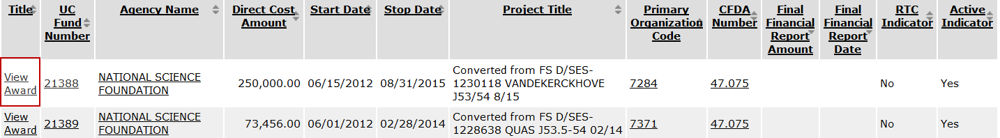 Title UC Agency Name Direct Cost Start Date Stop Date Project Title Primary CFDA Final Final RTC Active
Fund Amount Organization Number Financial Financial Indicator Indicator
Number Code Report Report
Amount Date
View Award 21388 NATIONAL SCIENCE FOUNDATION 250,000.00 06/15/2012 08/31/2015 Converted from FS D/SES-
1230118 VANDEKERCKHOVE
J53/54 8/15 7284 47.075 No Yes
View Award 21389 NATIONAL SCIENCE FOUNDATION 73,456.00 06/01/2012 02/28/2014 Converted from FS D/SES-
1228638 QUAS J53.5-54 02/14 7371 47.075 No Yes